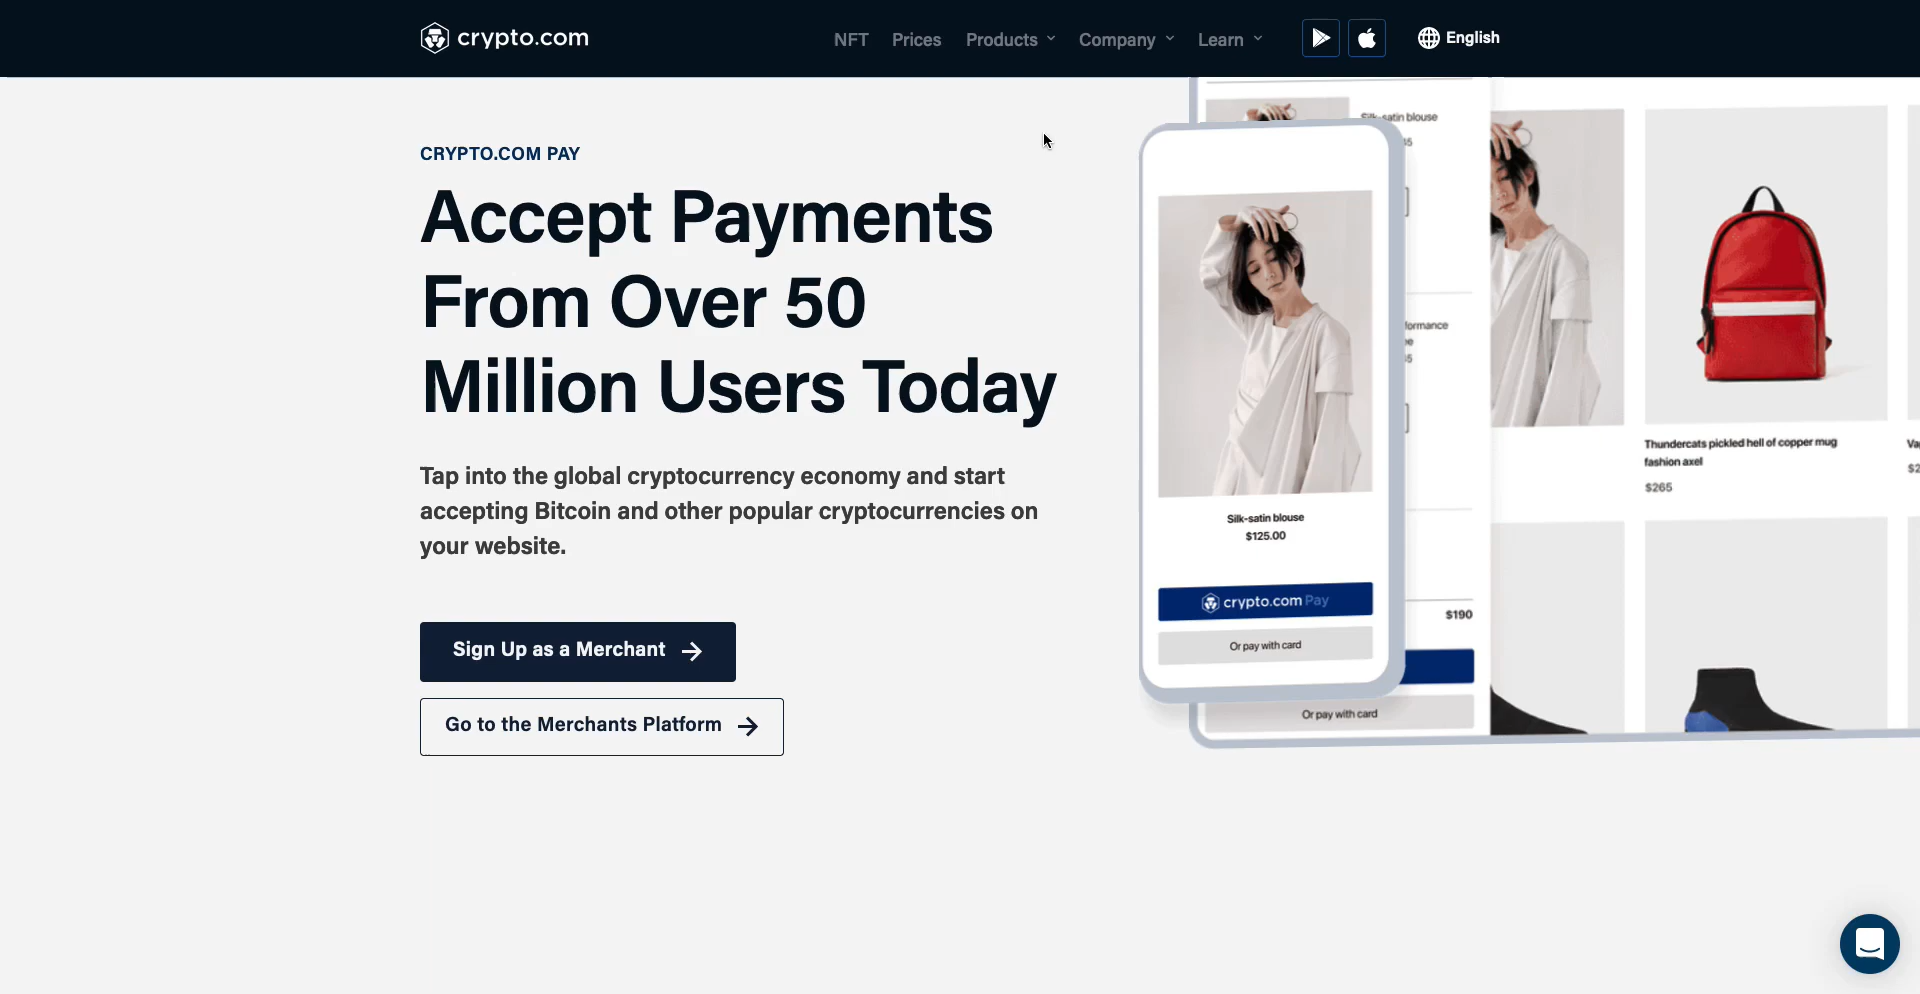 crypto.com
NFT Prices Products Company Learn
English
CRYPTO.COM PAY
Accept Payments
From Over 50
Million Users Today
Tap into the global cryptocurrency economy and start
accepting Bitcoin and other popular cryptocurrencies on
your website.
Sign Up as a Merchant
Go to the Merchants Platform
satin blouse
Silk-satin blouse
$125.00
crypto.com Pay
Or pay with card
$190
Or pay with card
Thundercats pickled hell of copper mug
fashion axel
$265